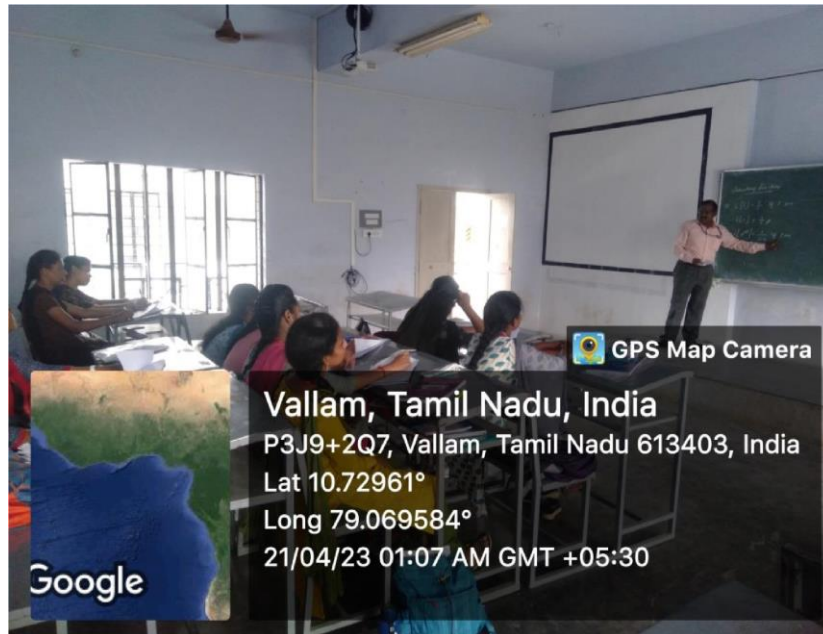 GPS Map Camera
Vallam, Tamil Nadu, India
P3J9+2Q7, Vallam, Tamil Nadu 613403, India
Lat 10.72961°
Long 79.069584°
21/04/23 01:07 AM GMT +05:30
Google